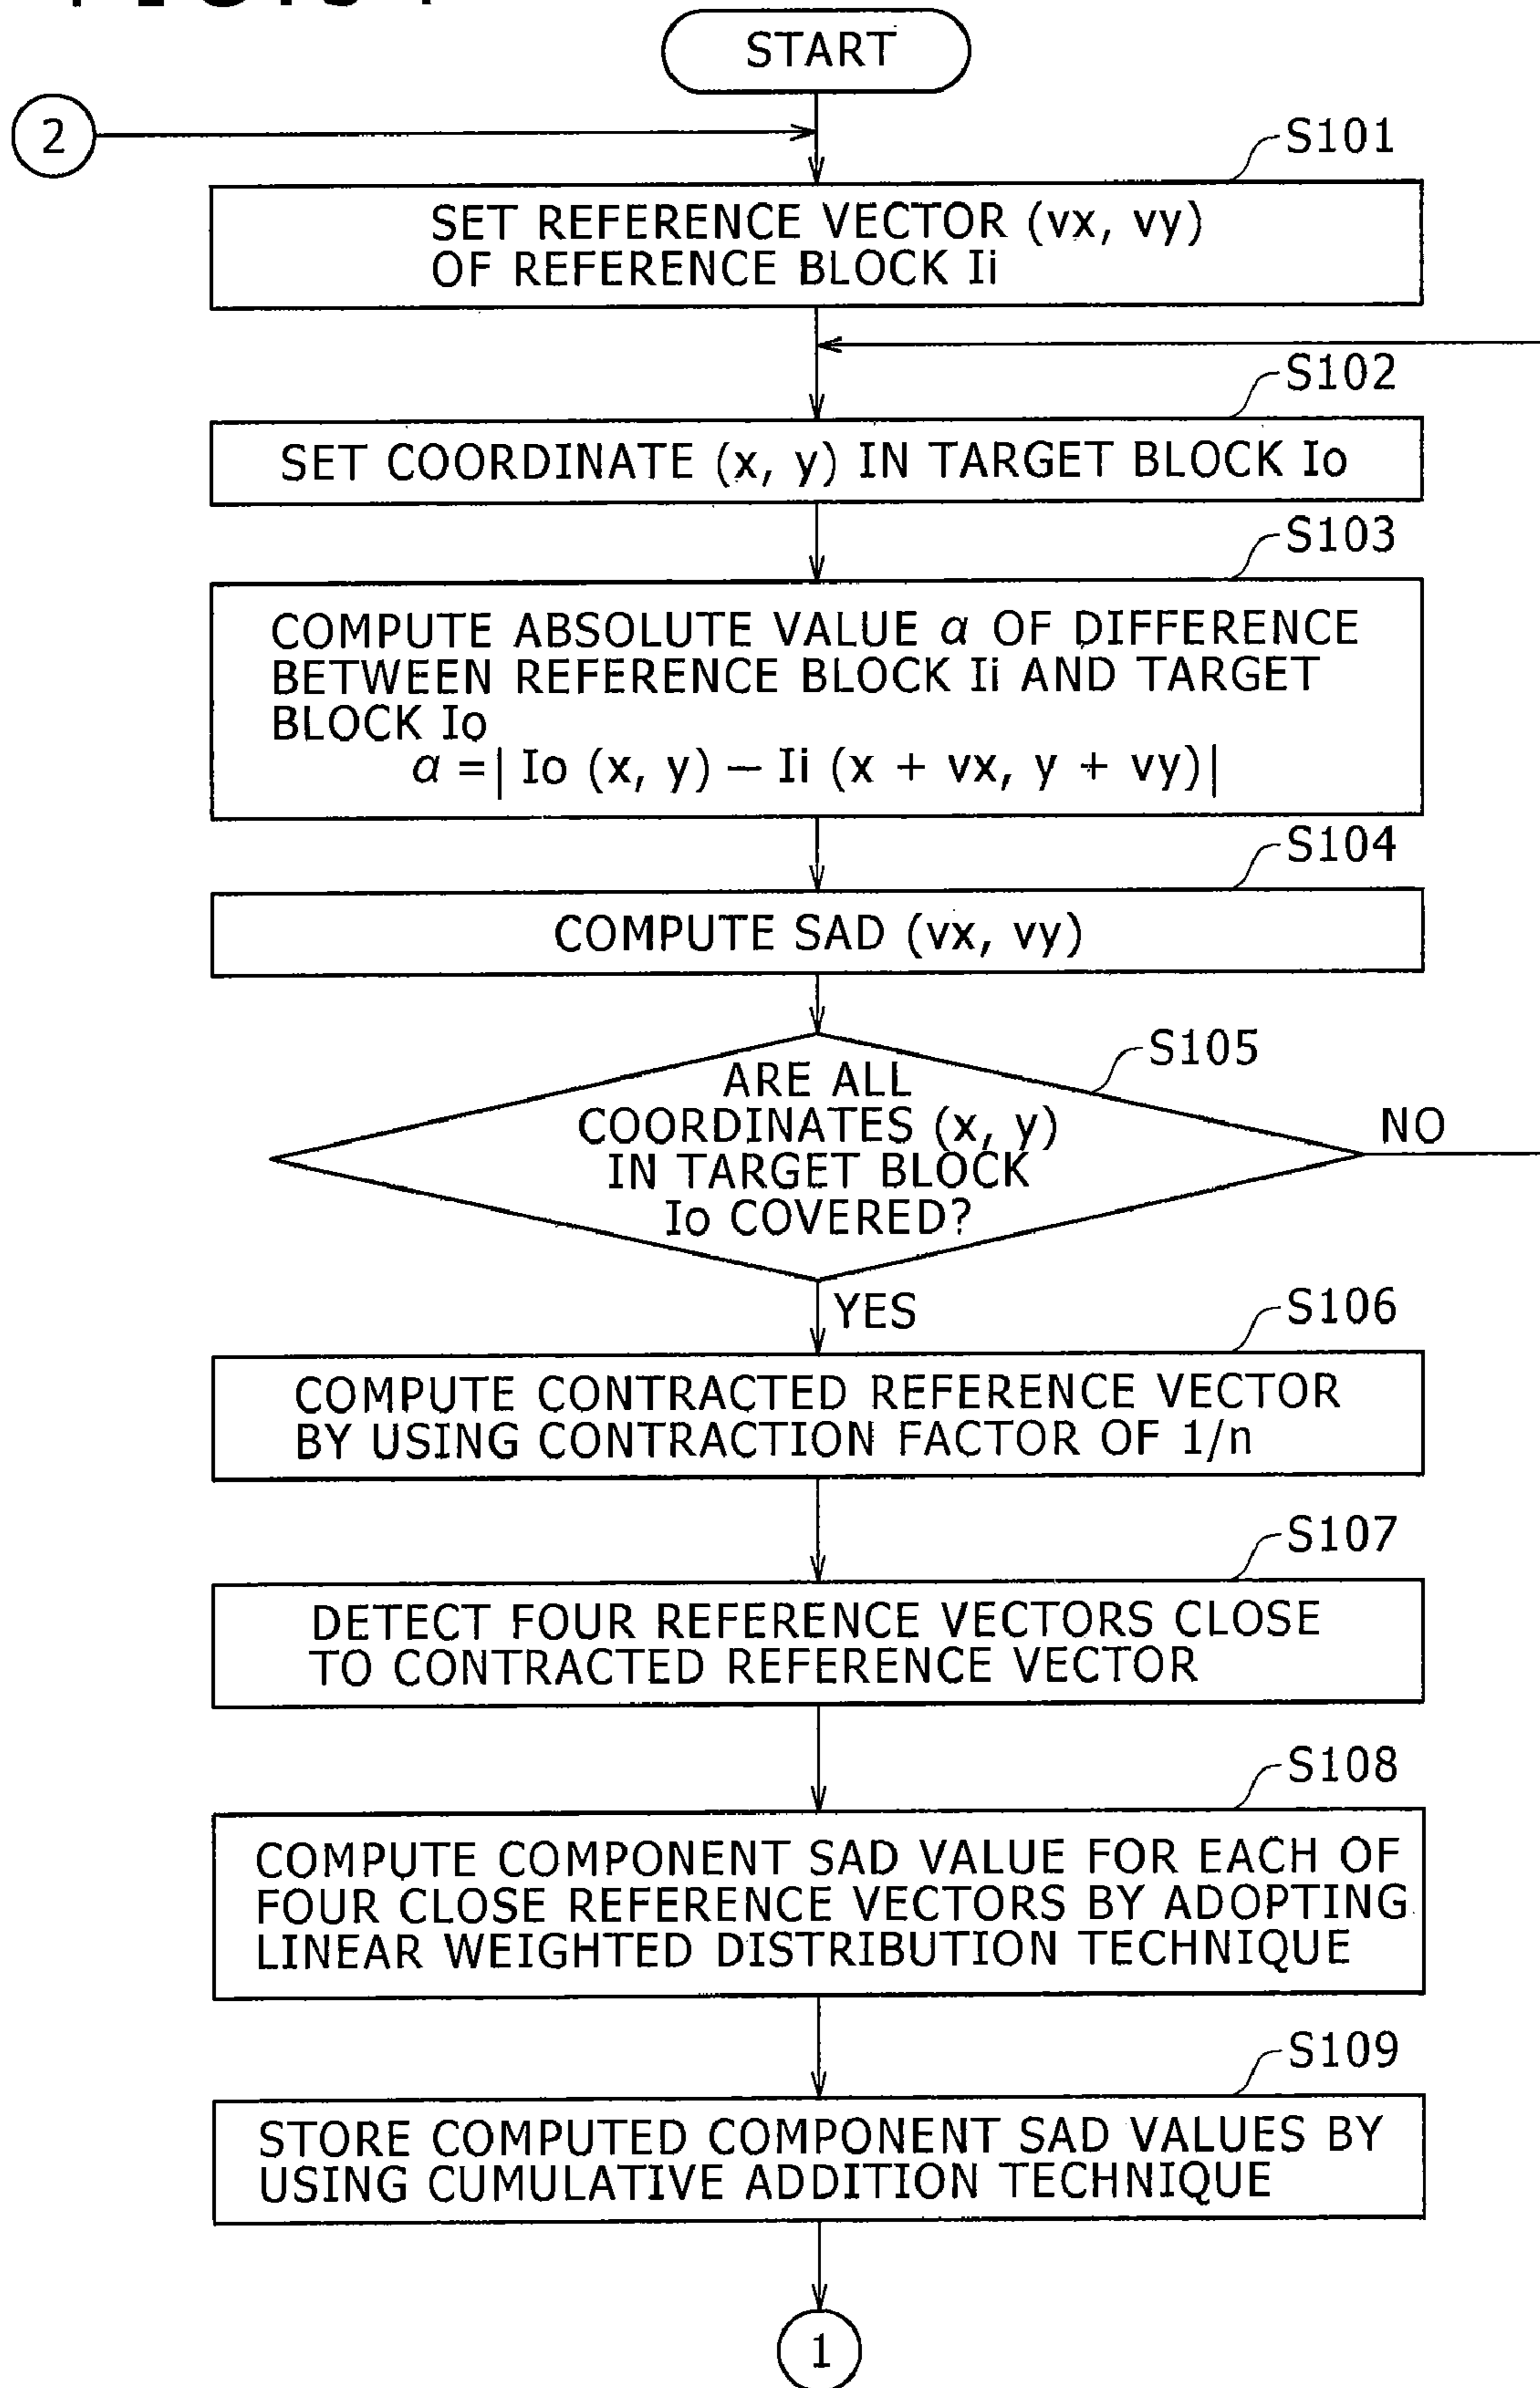 START
2
S101
SET REFERENCE VECTOR (vx, vy)
OF REFERENCE BLOCK Ii
S102
SET COORDINATE (x, y) IN TARGET BLOCK Io
S103
COMPUTE ABSOLUTE VALUE α OF DIFFERENCE
BETWEEN REFERENCE BLOCK Ii AND TARGET
BLOCK Io
α =| Io (x, y) – Ii (x + vx, y + vy)|
S104
COMPUTE SAD (vx, vy)
S105
ARE ALL
COORDINATES (x, y)
IN TARGET BLOCK
Io COVERED?
NO
YES
S106
COMPUTE CONTRACTED REFERENCE VECTOR
BY USING CONTRACTION FACTOR OF 1/n
S107
DETECT FOUR REFERENCE VECTORS CLOSE
TO CONTRACTED REFERENCE VECTOR
S108
COMPUTE COMPONENT SAD VALUE FOR EACH OF
FOUR CLOSE REFERENCE VECTORS BY ADOPTING
LINEAR WEIGHTED DISTRIBUTION TECHNIQUE
S109
STORE COMPUTED COMPONENT SAD VALUES BY
USING CUMULATIVE ADDITION TECHNIQUE
1